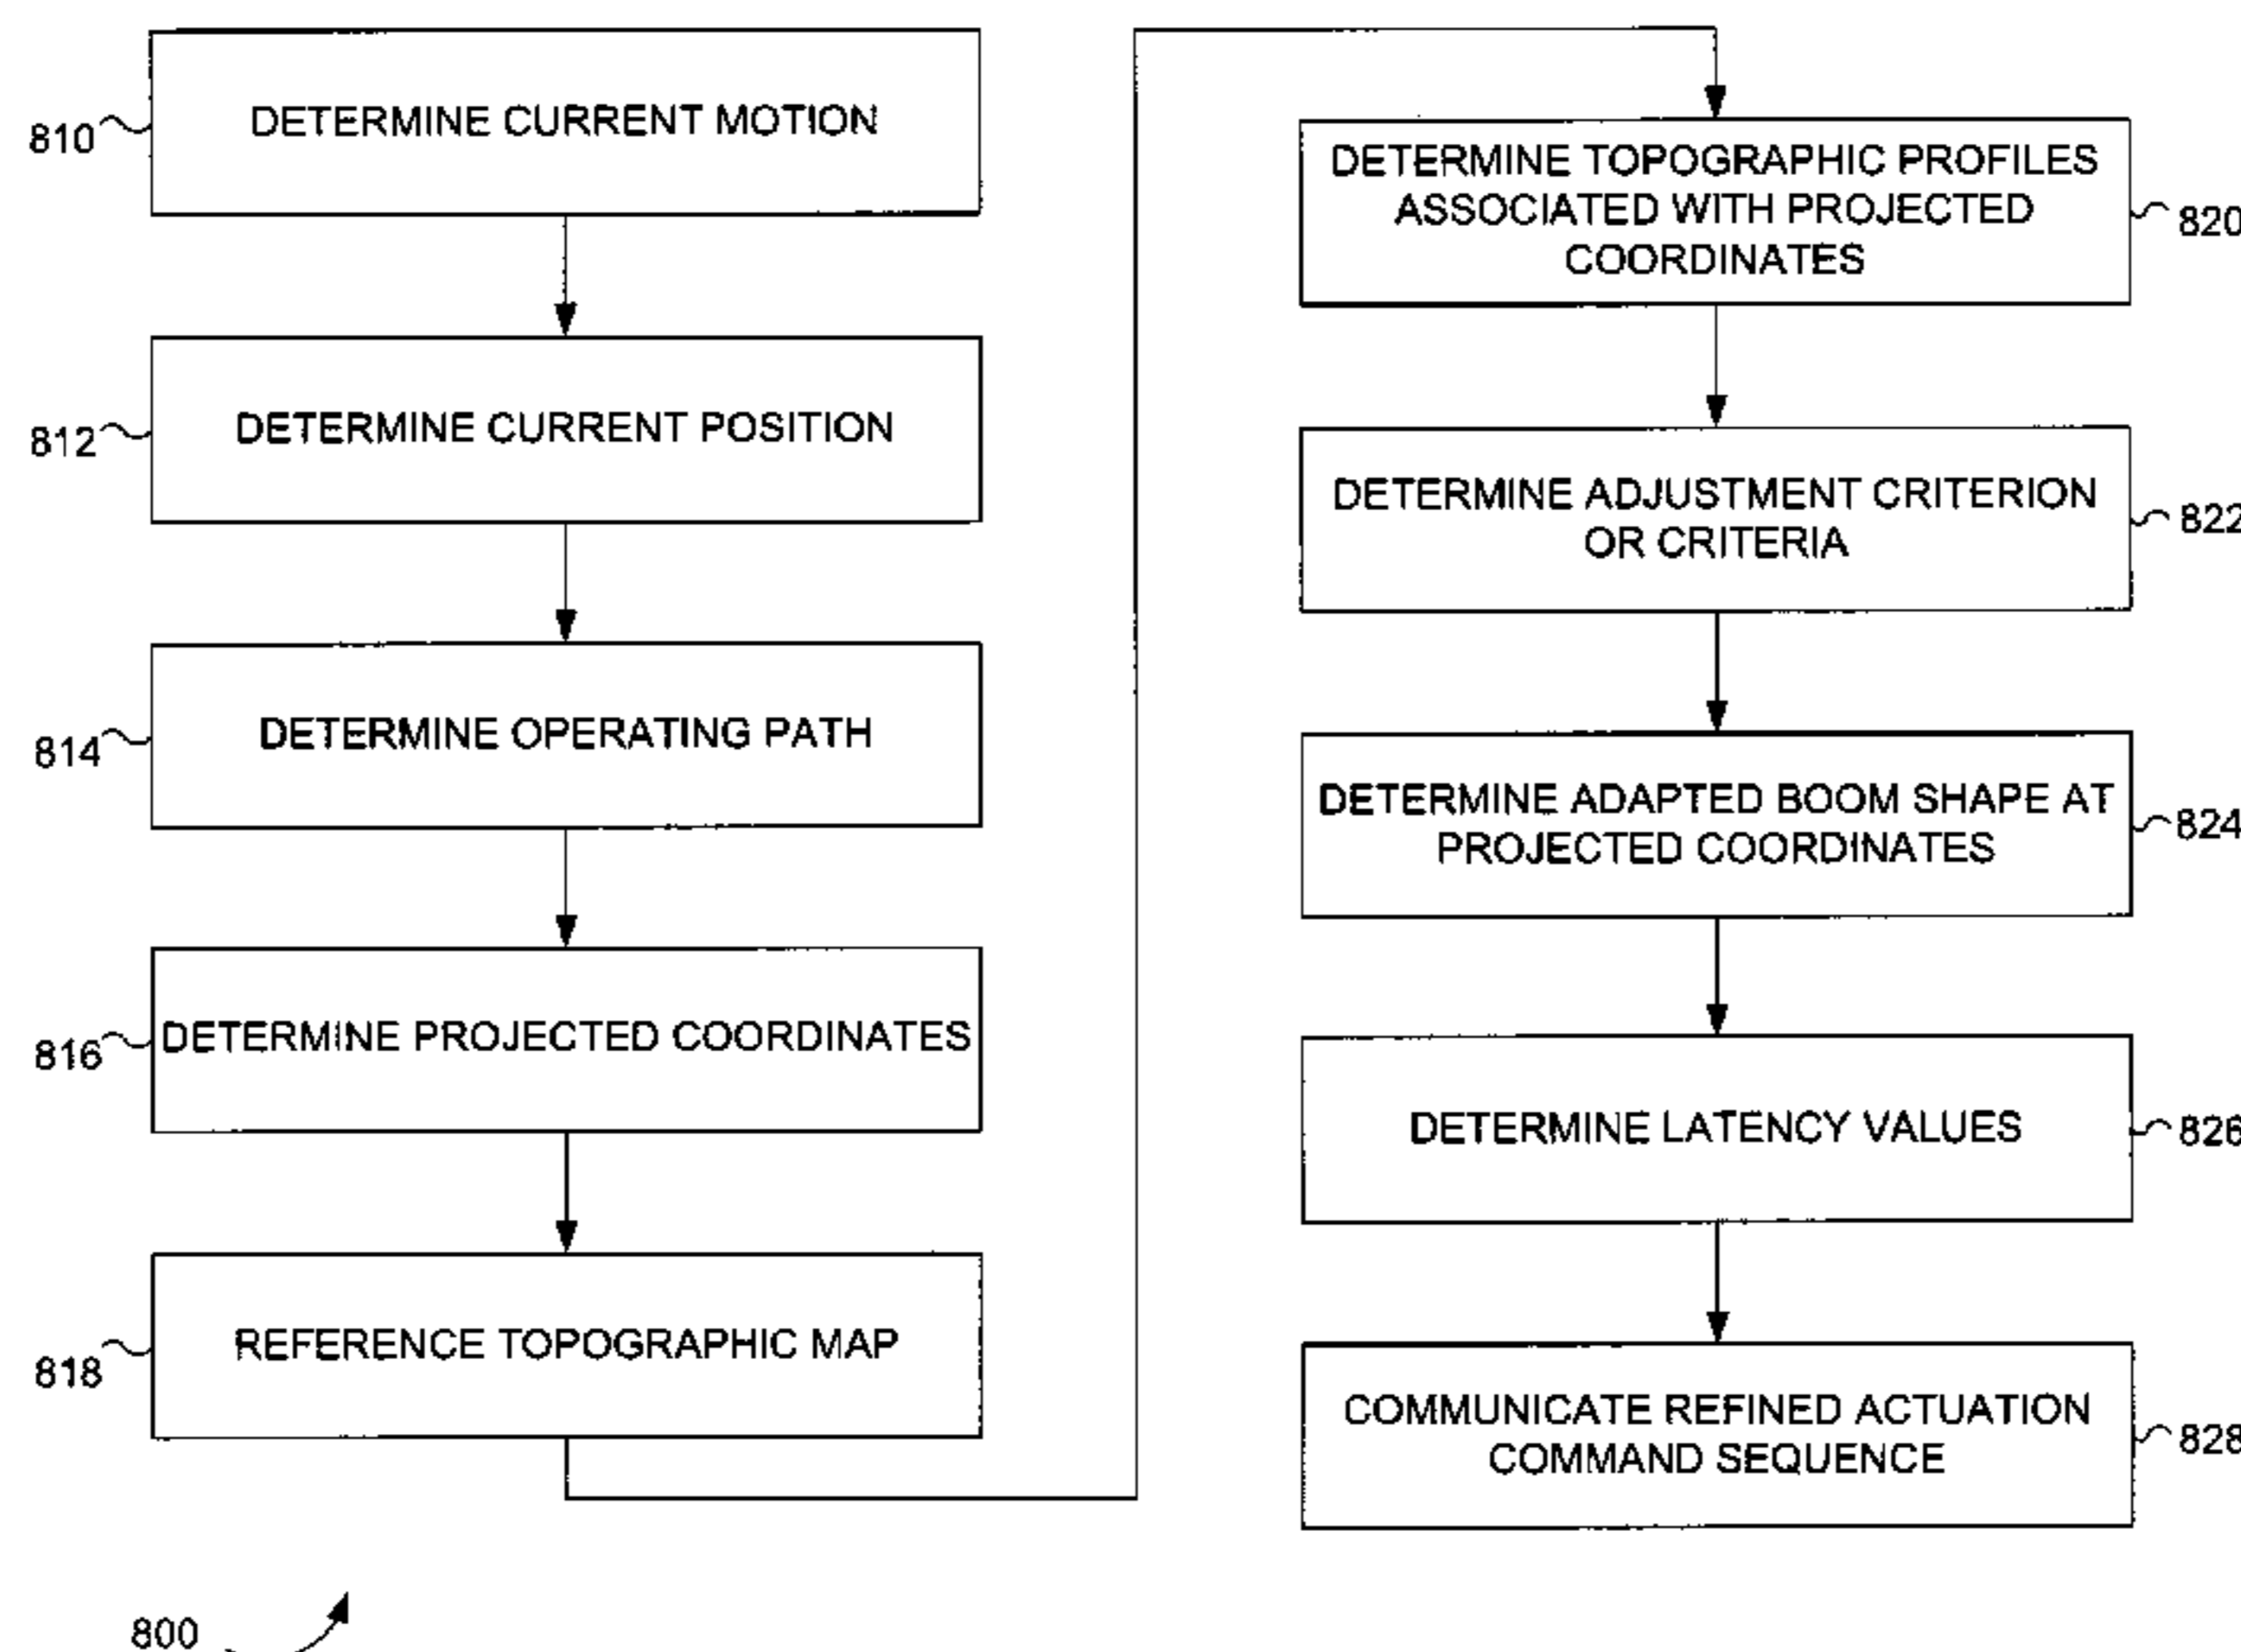 810
DETERMINE CURRENT MOTION
812
DETERMINE CURRENT POSITION
814
DETERMINE OPERATING PATH
816
DETERMINE PROJECTED COORDINATES
818
REFERENCE TOPOGRAPHIC MAP
DETERMINE TOPOGRAPHIC PROFILES
ASSOCIATED WITH PROJECTED
COORDINATES
820
DETERMINE ADJUSTMENT CRITERION
OR CRITERIA
822
DETERMINE ADAPTED BOOM SHAPE AT
PROJECTED COORDINATES
824
DETERMINE LATENCY VALUES
826
COMMUNICATE REFINED ACTUATION
COMMAND SEQUENCE
828
800